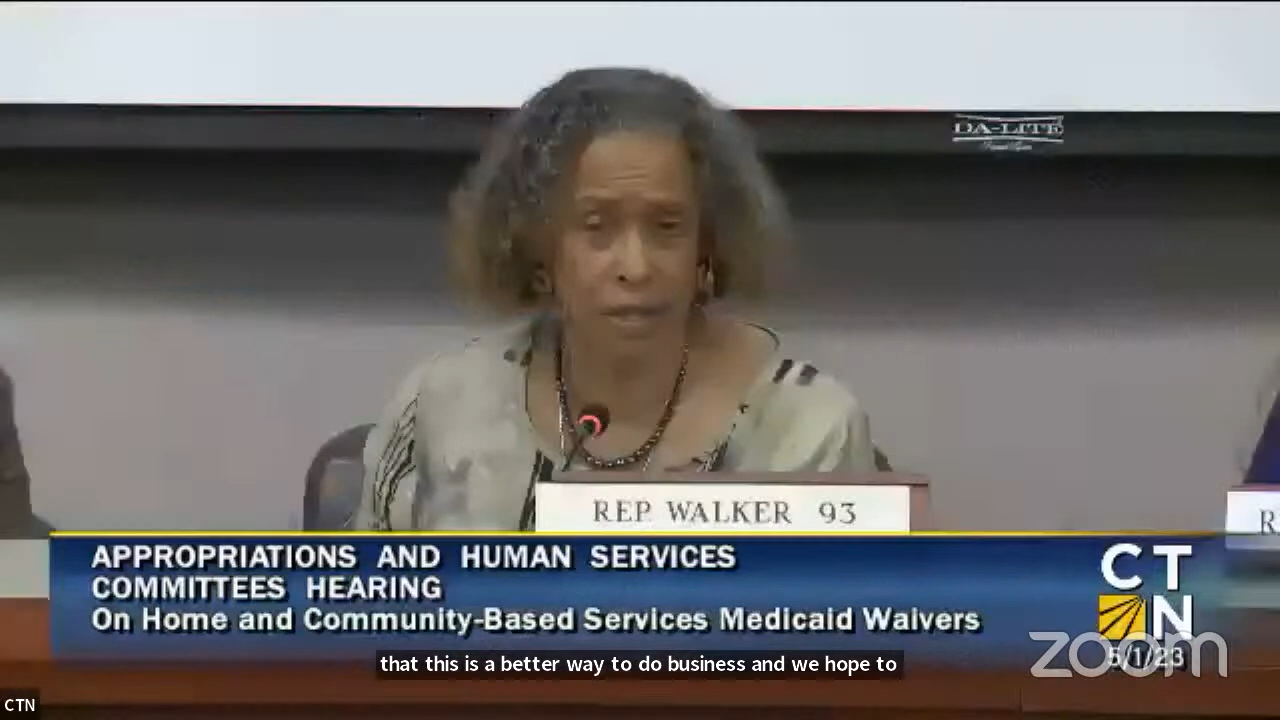 DA-LITE
REP WALKER 93
R
APPROPRIATIONS AND HUMAN SERVICES
COMMITTEES HEARING
On Home and Community-Based Services Medicaid Waivers
CT
N
zoom
5/1/23
that this is a better way to do business and we hope to
CTN